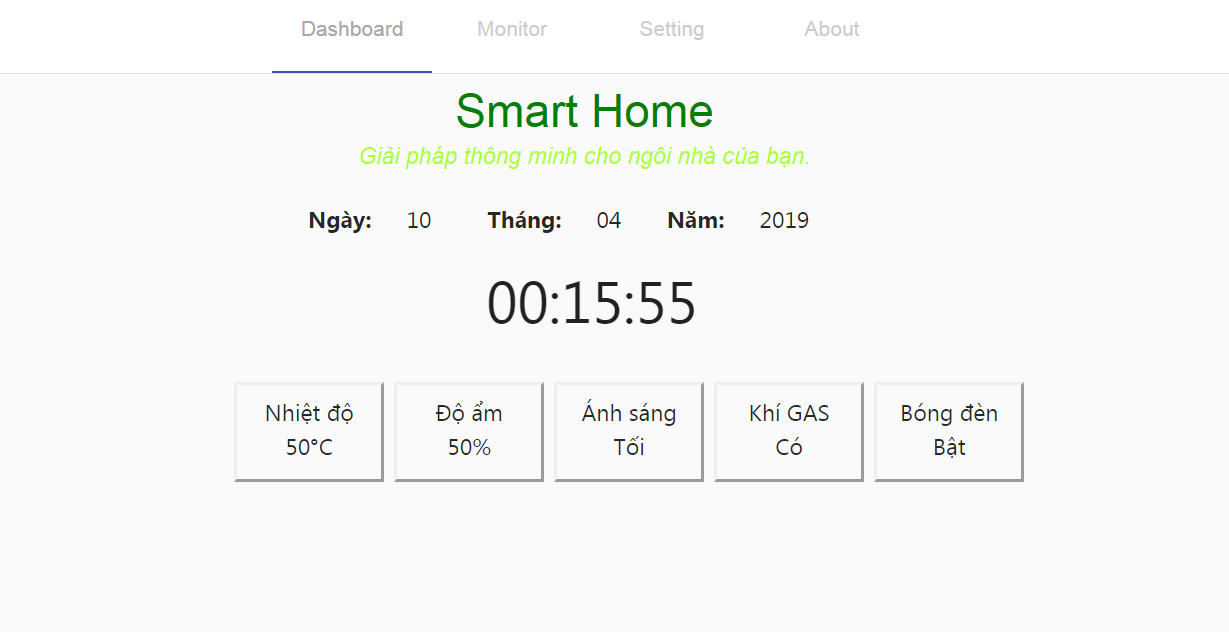 Dashboard Monitor Setting About
Smart Home
Giải pháp thông minh cho ngôi nhà của bạn.
Ngày: 10 Tháng: 04 Năm: 2019
00:15:55
Nhiệt độ
50°C
Độ ẩm
50%
Ánh sáng
Tối
Khí GAS
Có
Bóng đèn
Bật